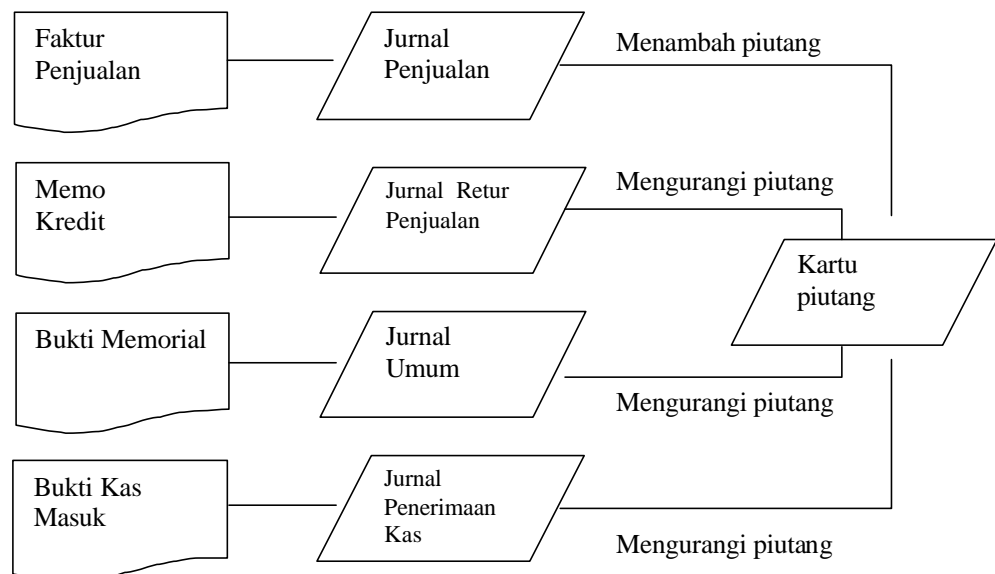 Faktur
Penjualan
Jurnal
Penjualan
Menambah piutang
Memo
Kredit
Jurnal Retur
Penjualan
Mengurangi piutang
Kartu
piutang
Bukti Memorial
Jurnal
Umum
Mengurangi piutang
Bukti Kas
Masuk
Jurnal
Penerimaan
Kas
Mengurangi piutang